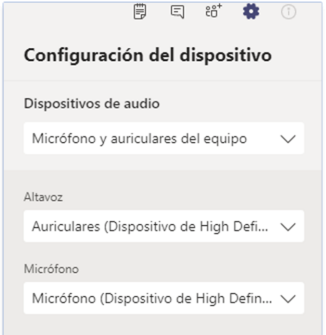 Configuración del dispositivo
Dispositivos de audio
Micrófono y auriculares del equipo
Altavoz
Auriculares (Dispositivo de High Defi...
Micrófono
Micrófono (Dispositivo de High Defin...